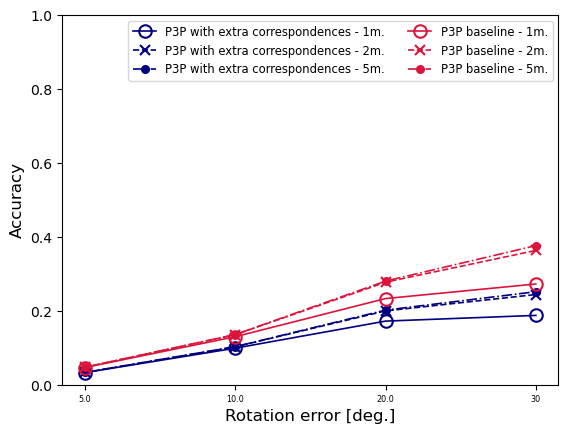 1.0
P3P with extra correspondences - 1m.
P3P with extra correspondences - 2m.
P3P with extra correspondences - 5m.
P3P baseline - 1m.
P3P baseline - 2m.
P3P baseline - 5m.
0.8
0.6
0.4
0.2
0.0
Accuracy
5.0 10.0 20.0 30
Rotation error [deg.]